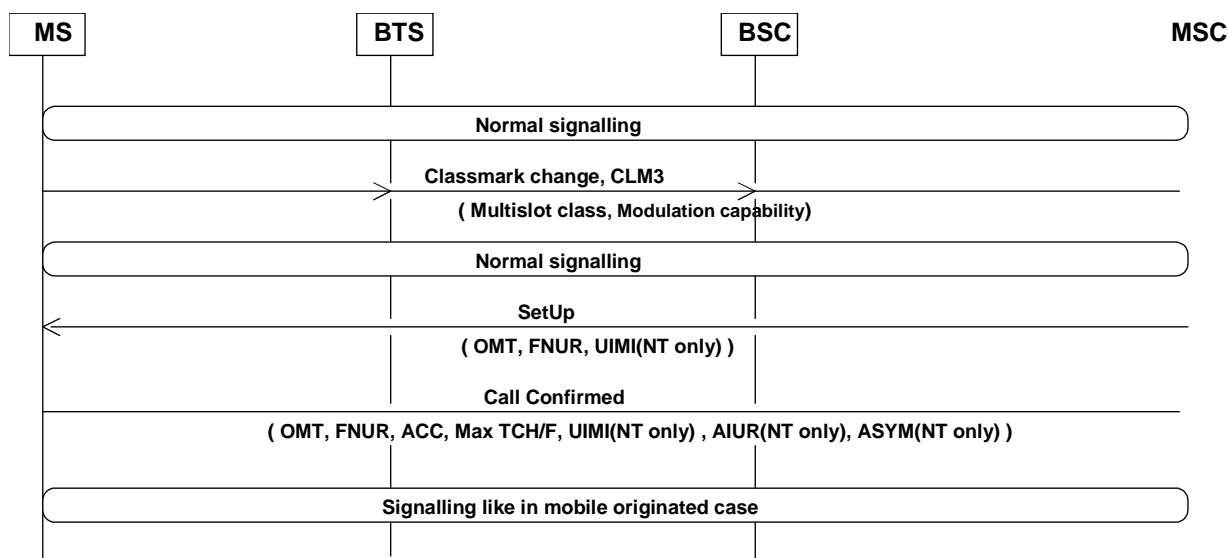 MS BTS BSC MSC
Normal signalling
Classmark change, CLM3
( Multislot class, Modulation capability)
Normal signalling
SetUp
( OMT, FNUR, UIMI(NT only) )
Call Confirmed
( OMT, FNUR, ACC, Max TCH/F, UIMI(NT only) , AIUR(NT only), ASYM(NT only) )
Signalling like in mobile originated case